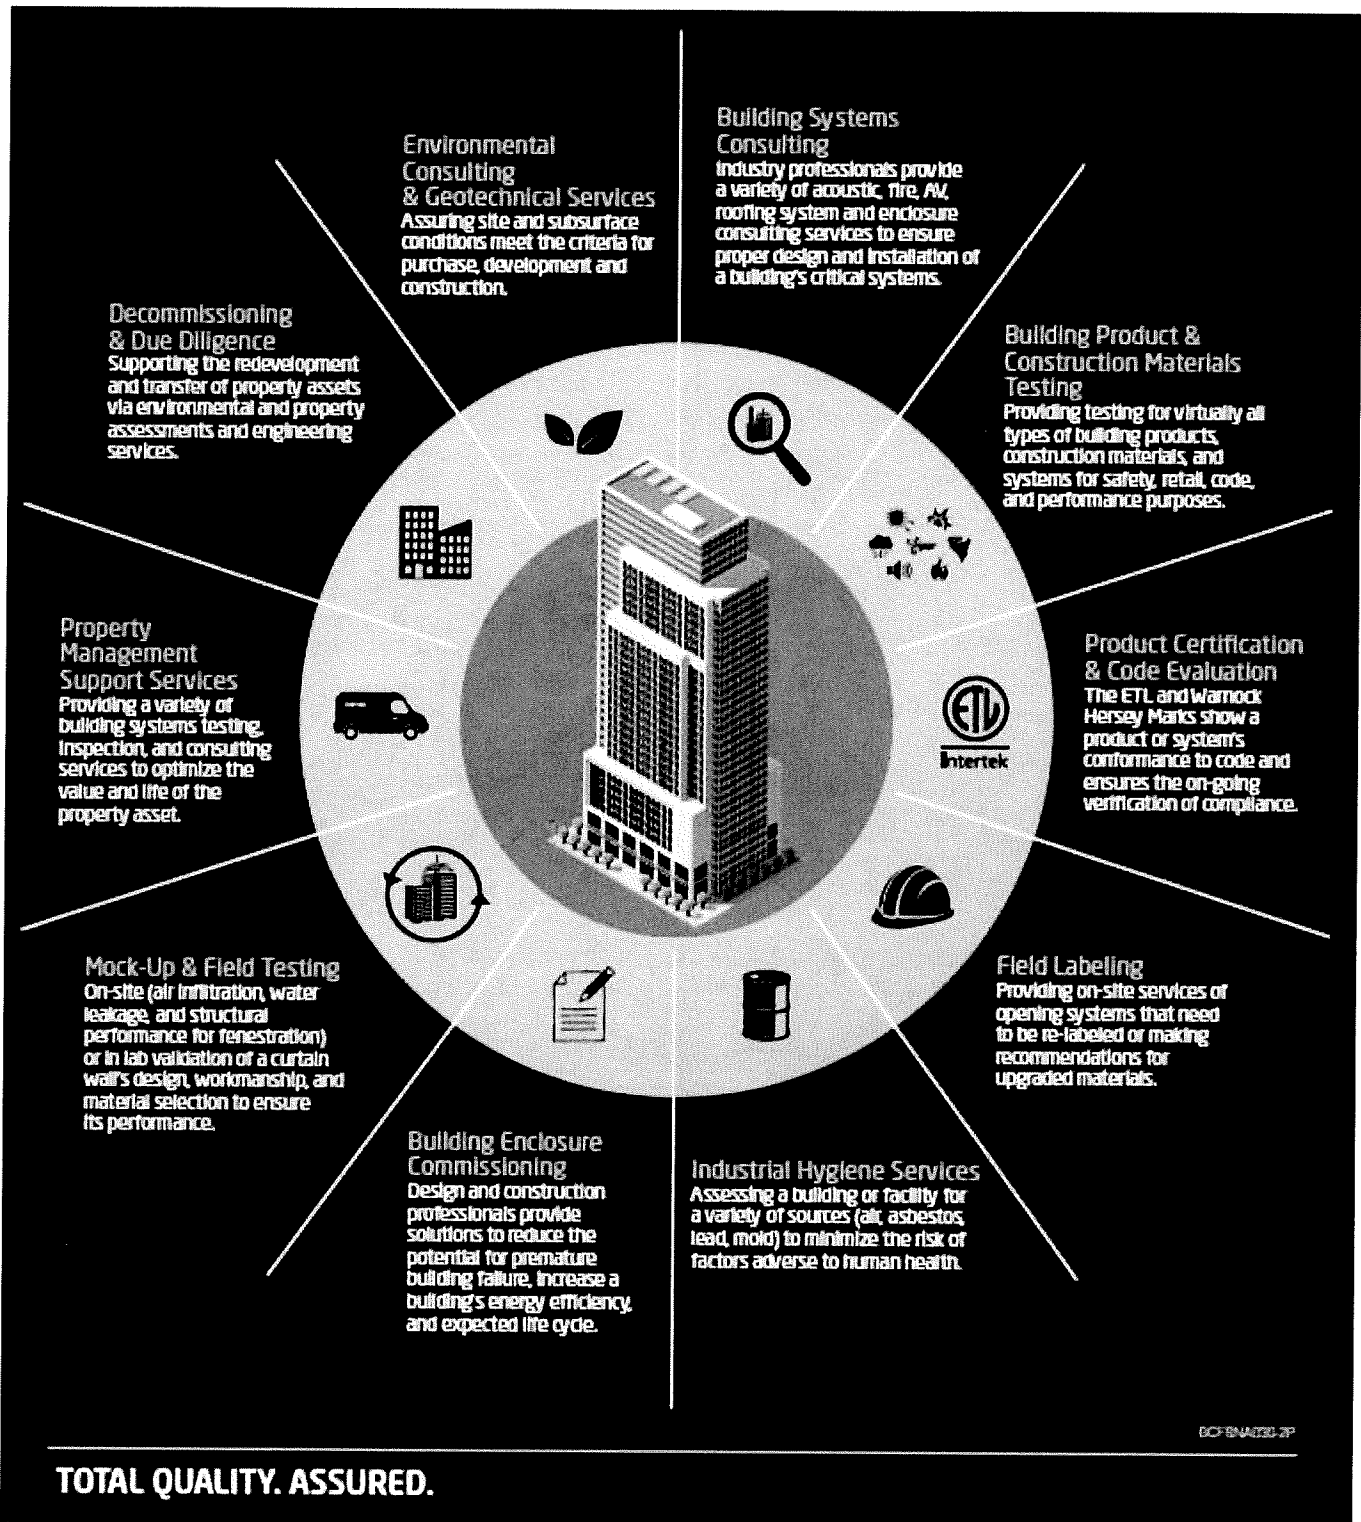 Building Systems
Consulting
Industry professionals provide
a variety of acoustic, fire, AV,
roofing system and enclosure
consulting services to ensure
proper design and installation of
a building's critical systems.
Building Product &
Construction Materials
Testing
Providing testing for virtually all
types of building products,
construction materials, and
systems for safety, retail, code,
and performance purposes.
Product Certification
& Code Evaluation
The ETL and Warnock
Hersey Marks show a
product or system's
conformance to code and
ensures the on-going
verification of compliance.
ETL
Intertek
Field Labeling
Providing on-site services of
opening systems that need
to be re-labeled or making
recommendations for
upgraded materials.
Industrial Hygiene Services
Assessing a building or facility for
a variety of sources (air, asbestos,
lead, mold) to minimize the risk of
factors adverse to human health.
Building Enclosure
Commissioning
Design and construction
professionals provide
solutions to reduce the
potential for premature
building failure, increase a
building's energy efficiency,
and expected life cycle.
Mock-Up & Field Testing
On-site (air infiltration, water
leakage, and structural
performance for fenestration)
or in lab validation of a curtain
wall's design, workmanship, and
material selection to ensure
its performance.
Property
Management
Support Services
Providing a variety of
building systems testing,
inspection, and consulting
services to optimize the
value and life of the
property asset.
Decommissioning
& Due Diligence
Supporting the redevelopment
and transfer of property assets
via environmental and property
assessments and engineering
services.
Environmental
Consulting
& Geotechnical Services
Assuring site and subsurface
conditions meet the criteria for
purchase, development and
construction.
TOTAL QUALITY. ASSURED.